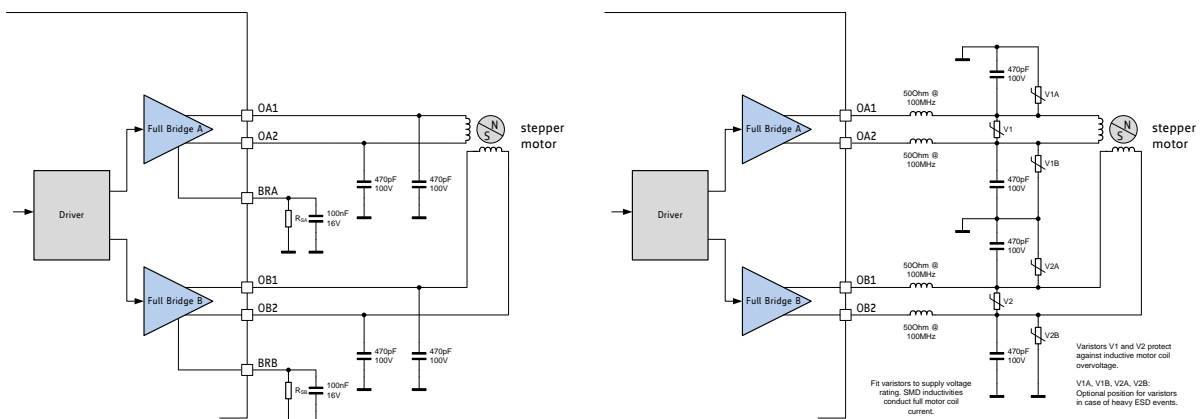 OA1
Full Bridge A
OA2
N
S
stepper
motor
470pF
100V
470pF
100V
BRA
Driver
RSA
100nF
16V
OB1
Full Bridge B
OB2
470pF
100V
470pF
100V
BRB
RSB
100nF
16V
470pF
100V
V1A
50Ohm @
100MHz
OA1
Full Bridge A
V1
OA2
N
S
stepper
motor
50Ohm @
100MHz
V1B
470pF
100V
Driver
470pF
100V
50Ohm @
100MHz
V2A
OB1
Full Bridge B
V2
OB2
50Ohm @
100MHz
V2B
470pF
100V
Varistors V1 and V2 protect
against inductive motor coil
overvoltage.
V1A, V1B, V2A, V2B:
Optional position for varistors
in case of heavy ESD events.
Fit varistors to supply voltage
rating. SMD inductivities
conduct full motor coil
current.